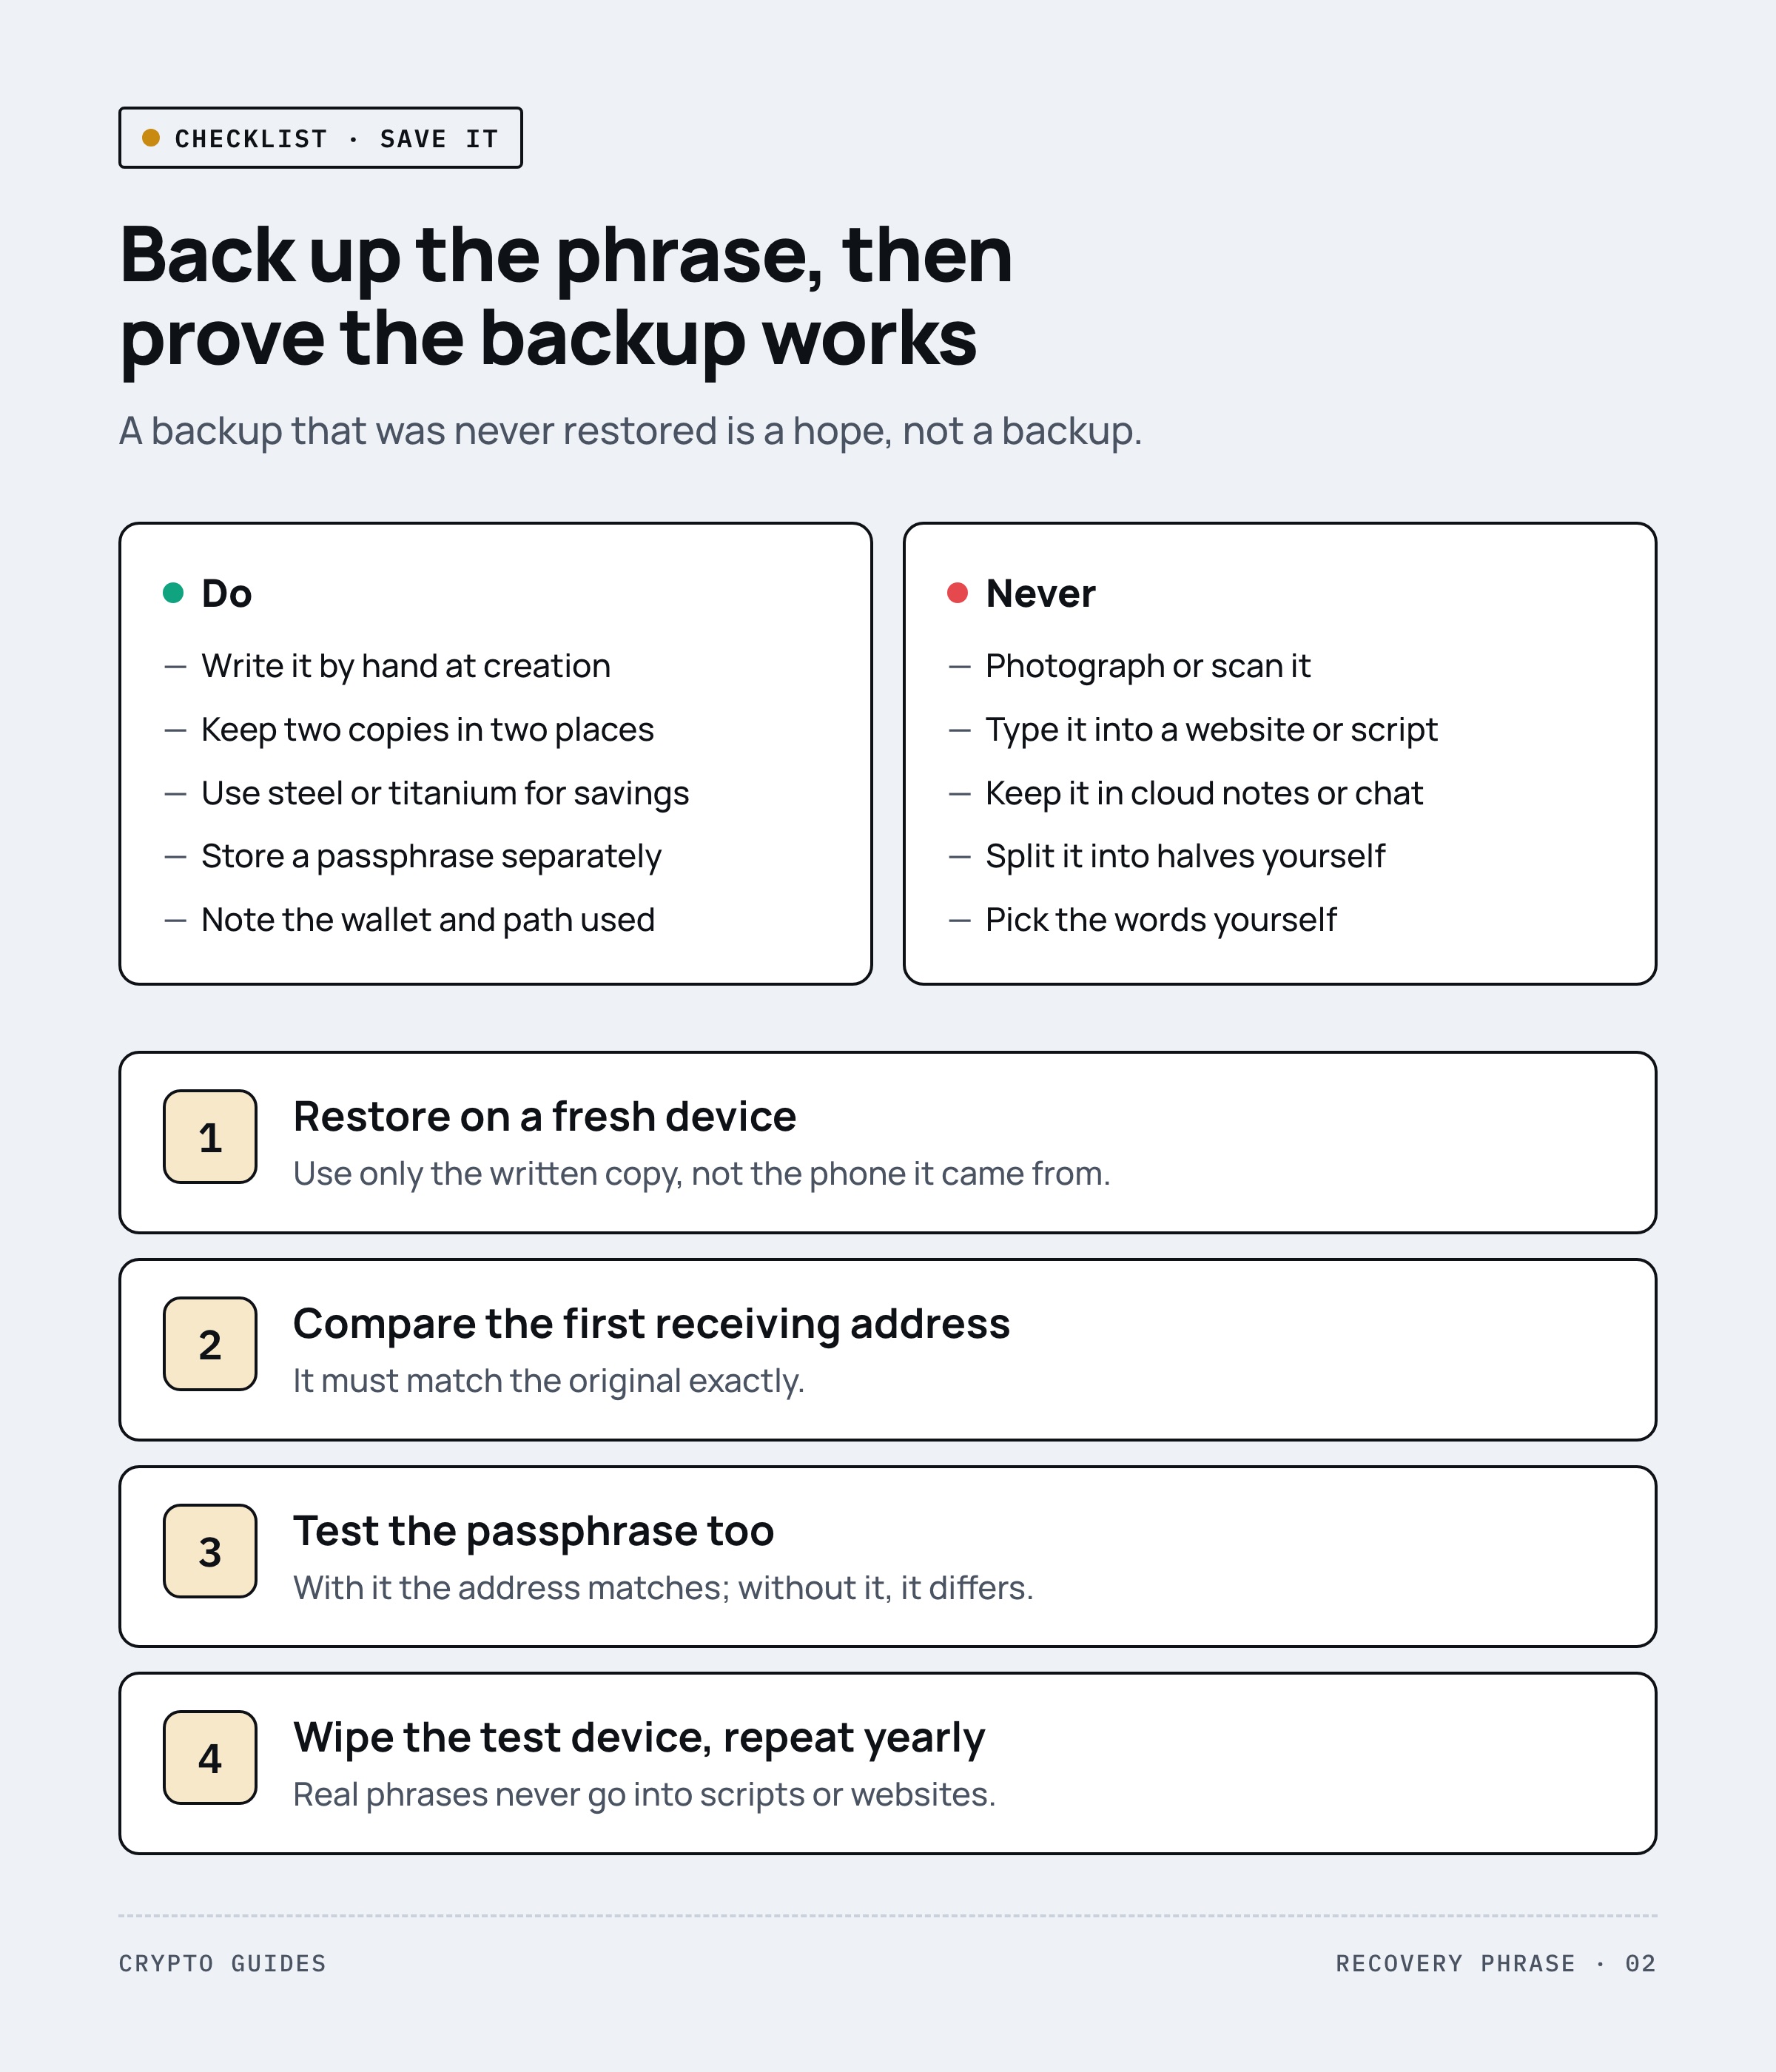 CHECKLIST · SAVE IT
Back up the phrase, then
prove the backup works
A backup that was never restored is a hope, not a backup.
Do
— Write it by hand at creation
— Keep two copies in two places
— Use steel or titanium for savings
— Store a passphrase separately
— Note the wallet and path used
Never
— Photograph or scan it
— Type it into a website or script
— Keep it in cloud notes or chat
— Split it into halves yourself
— Pick the words yourself
1
Restore on a fresh device
Use only the written copy, not the phone it came from.
2
Compare the first receiving address
It must match the original exactly.
3
Test the passphrase too
With it the address matches; without it, it differs.
4
Wipe the test device, repeat yearly
Real phrases never go into scripts or websites.
CRYPTO GUIDES
RECOVERY PHRASE · 02